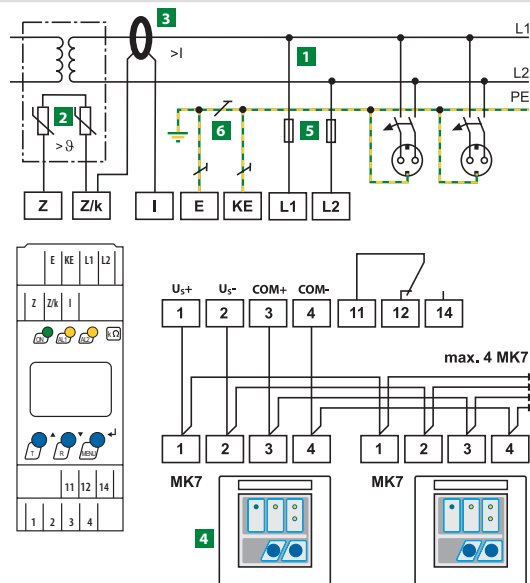 3
L1
>I
1
L2
PE
2
6
5
>ϑ
Z Z/k I E KE L1 L2
E KE L1 L2
Z Z/k I
ON AL1 AL2 kΩ
T R MENU
11 12 14
1 2 3 4
Us+ Us- COM+ COM-
1 2 3 4 11 12 14
max. 4 MK7
1 2 3 4 1 2 3 4
MK7 MK7
4